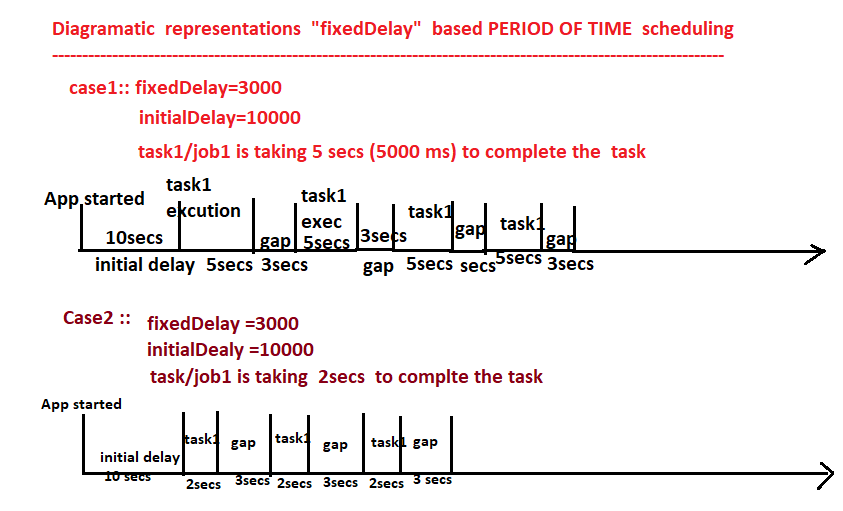 Diagramatic representations "fixedDelay" based PERIOD OF TIME scheduling
--------------------------------------------------------------------------------------------------------------
case1:: fixedDelay=3000
initialDelay=10000
task1/job1 is taking 5 secs (5000 ms) to complete the task
App started
task1
excution
task1
exec
5secs
task1
task1
10secs
gap
3secs
gap
gap
initial delay 5secs 3secs
gap
5secs
secs
5secs
3secs
Case2 ::
fixedDelay =3000
initialDealy =10000
task/job1 is taking 2secs to complte the task
App started
task1 gap task1 gap task1 gap
initial delay
10 secs
2secs 3secs 2secs 3secs 2secs 3 secs